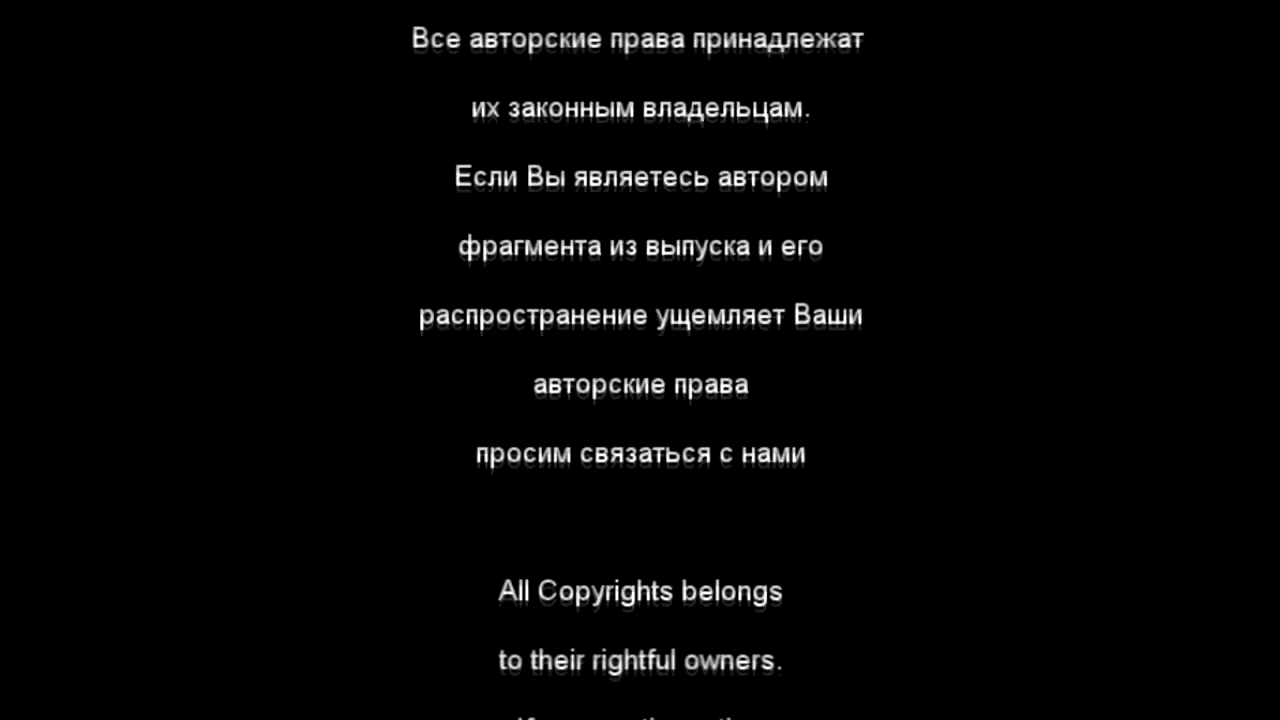 Все авторские права принадлежат
их законным владельцам.
Если Вы являетесь автором
фрагмента из выпуска и его
распространение ущемляет Ваши
авторские права
просим связаться с нами
All Copyrights belongs
to their rightful owners.